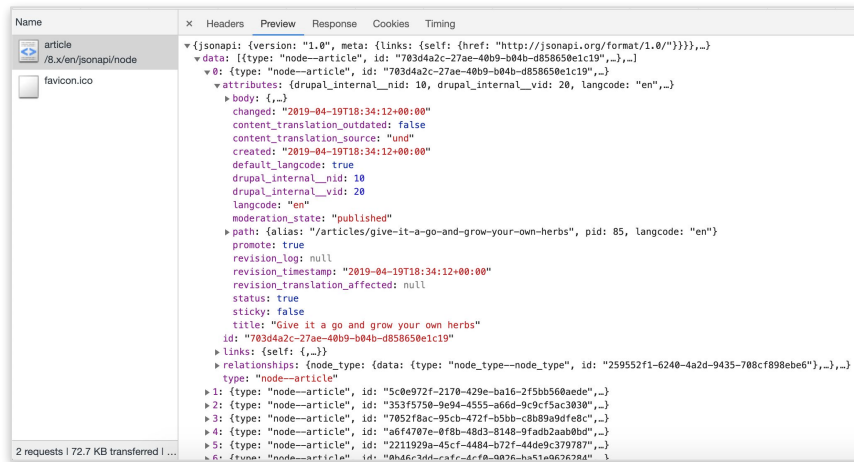 Name
× Headers Preview Response Cookies Timing
article
/8.x/en/jsonapi/node
favicon.ico
▼{jsonapi: {version: "1.0", meta: {links: {self: {href: "http://jsonapi.org/format/1.0/"}}}},…}
▼data: [{type: "node--article", id: "703d4a2c-27ae-40b9-b04b-d858650e1c19",…},…]
▼0: {type: "node--article", id: "703d4a2c-27ae-40b9-b04b-d858650e1c19",…}
▼attributes: {drupal_internal__nid: 10, drupal_internal__vid: 20, langcode: "en",…}
▶body: {,…}
changed: "2019-04-19T18:34:12+00:00"
content_translation_outdated: false
content_translation_source: "und"
created: "2019-04-19T18:34:12+00:00"
default_langcode: true
drupal_internal__nid: 10
drupal_internal__vid: 20
langcode: "en"
moderation_state: "published"
▶path: {alias: "/articles/give-it-a-go-and-grow-your-own-herbs", pid: 85, langcode: "en"}
promote: true
revision_log: null
revision_timestamp: "2019-04-19T18:34:12+00:00"
revision_translation_affected: null
status: true
sticky: false
title: "Give it a go and grow your own herbs"
id: "703d4a2c-27ae-40b9-b04b-d858650e1c19"
▶links: {self: {,…}}
▶relationships: {node_type: {data: {type: "node_type--node_type", id: "259552f1-6240-4a2d-9435-708cf898ebe6"},…},…}
type: "node--article"
▶1: {type: "node--article", id: "5c0e972f-2170-429e-ba16-2f5bb560aede",…}
▶2: {type: "node--article", id: "353f5750-9e94-4555-a66d-9c9cf5ac3030",…}
▶3: {type: "node--article", id: "7052f8ac-95cb-472f-b5bb-c8b89a9dfe8c",…}
▶4: {type: "node--article", id: "a6f4707e-0f8b-48d3-8148-9fadb2aab0bd",…}
▶5: {type: "node--article", id: "2211929a-45cf-4484-b72f-44de9c379787",…}
▶6: {type: "node--article", id: "0b46c3dd-cafc-4cf0-9026-ba51e9626284",…}
2 requests | 72.7 KB transferred | …